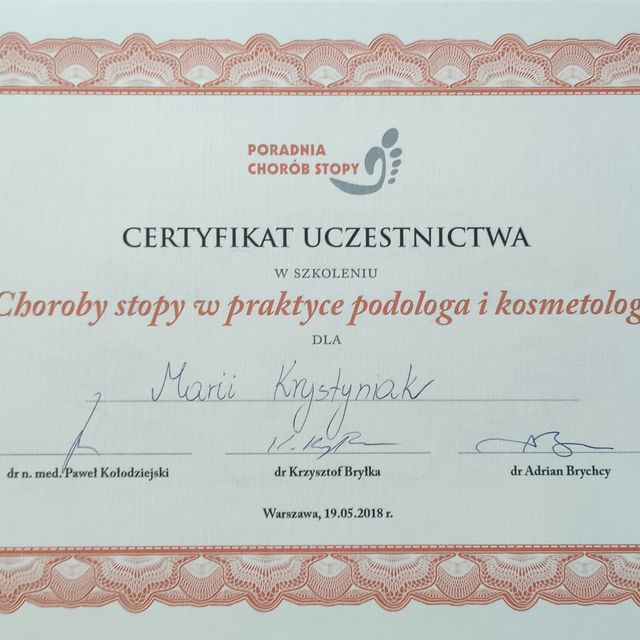 PORADNIA
CHORÓB STOPY
CERTYFIKAT UCZESTNICTWA
W SZKOLENIU
Choroby stopy w praktyce podologa i kosmetolog
DLA
Marii Krystyniak
dr n. med. Paweł Kołodziejski dr Krzysztof Bryłka dr Adrian Brychcy
Warszawa, 19.05.2018 r.